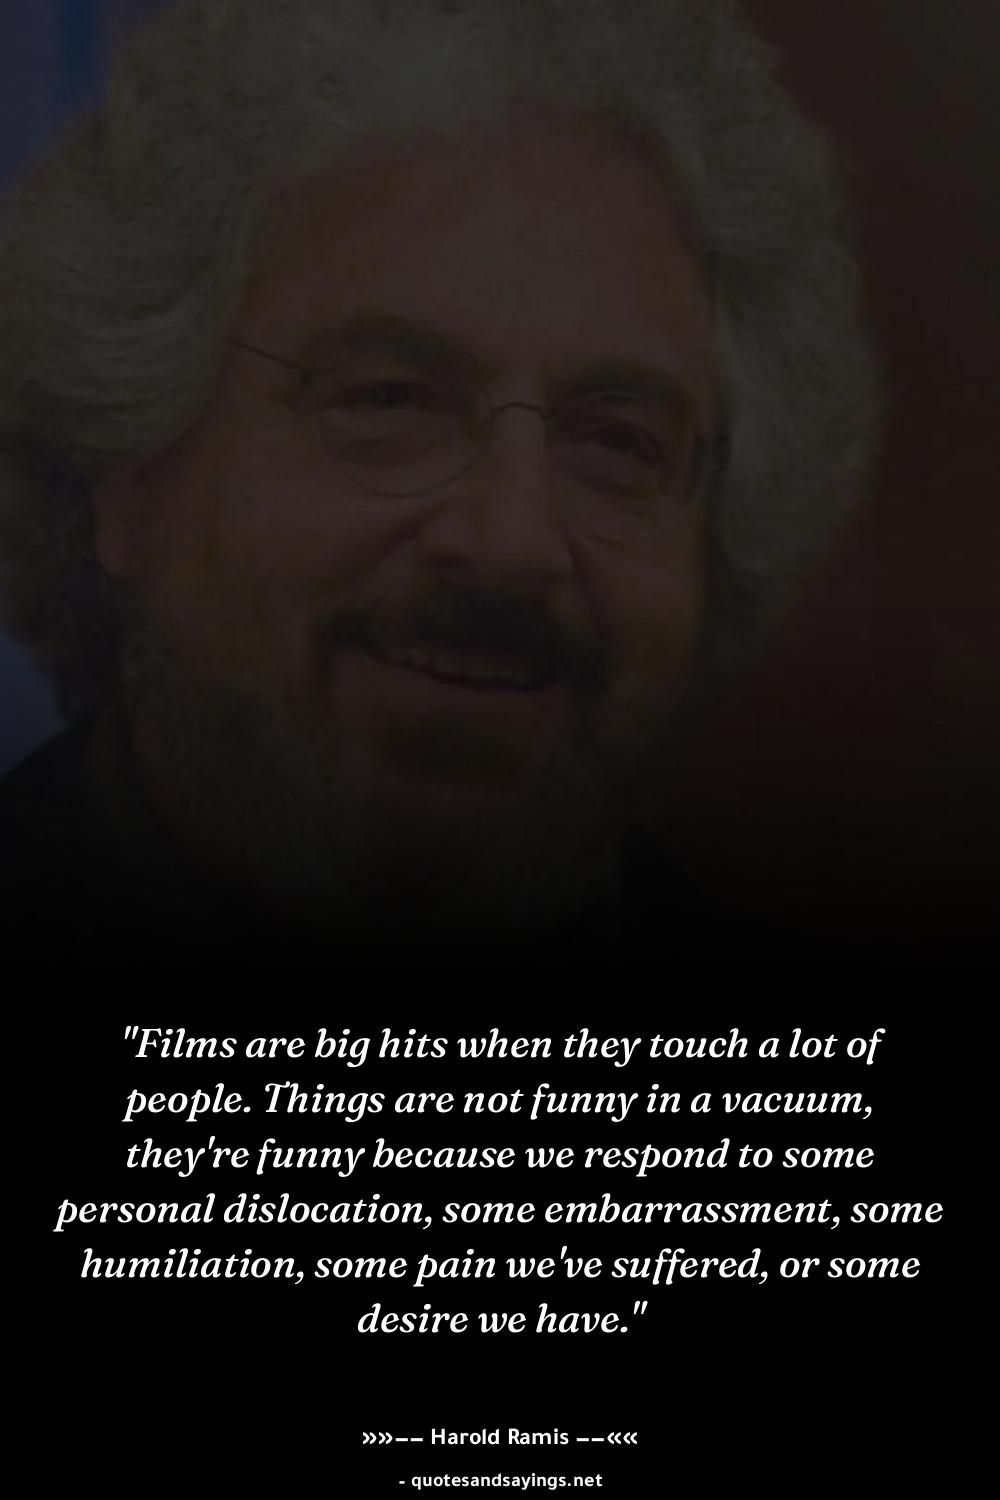 "Films are big hits when they touch a lot of
people. Things are not funny in a vacuum,
they're funny because we respond to some
personal dislocation, some embarrassment, some
humiliation, some pain we've suffered, or some
desire we have."
»»−− Harold Ramis −−««
- quotesandsayings.net